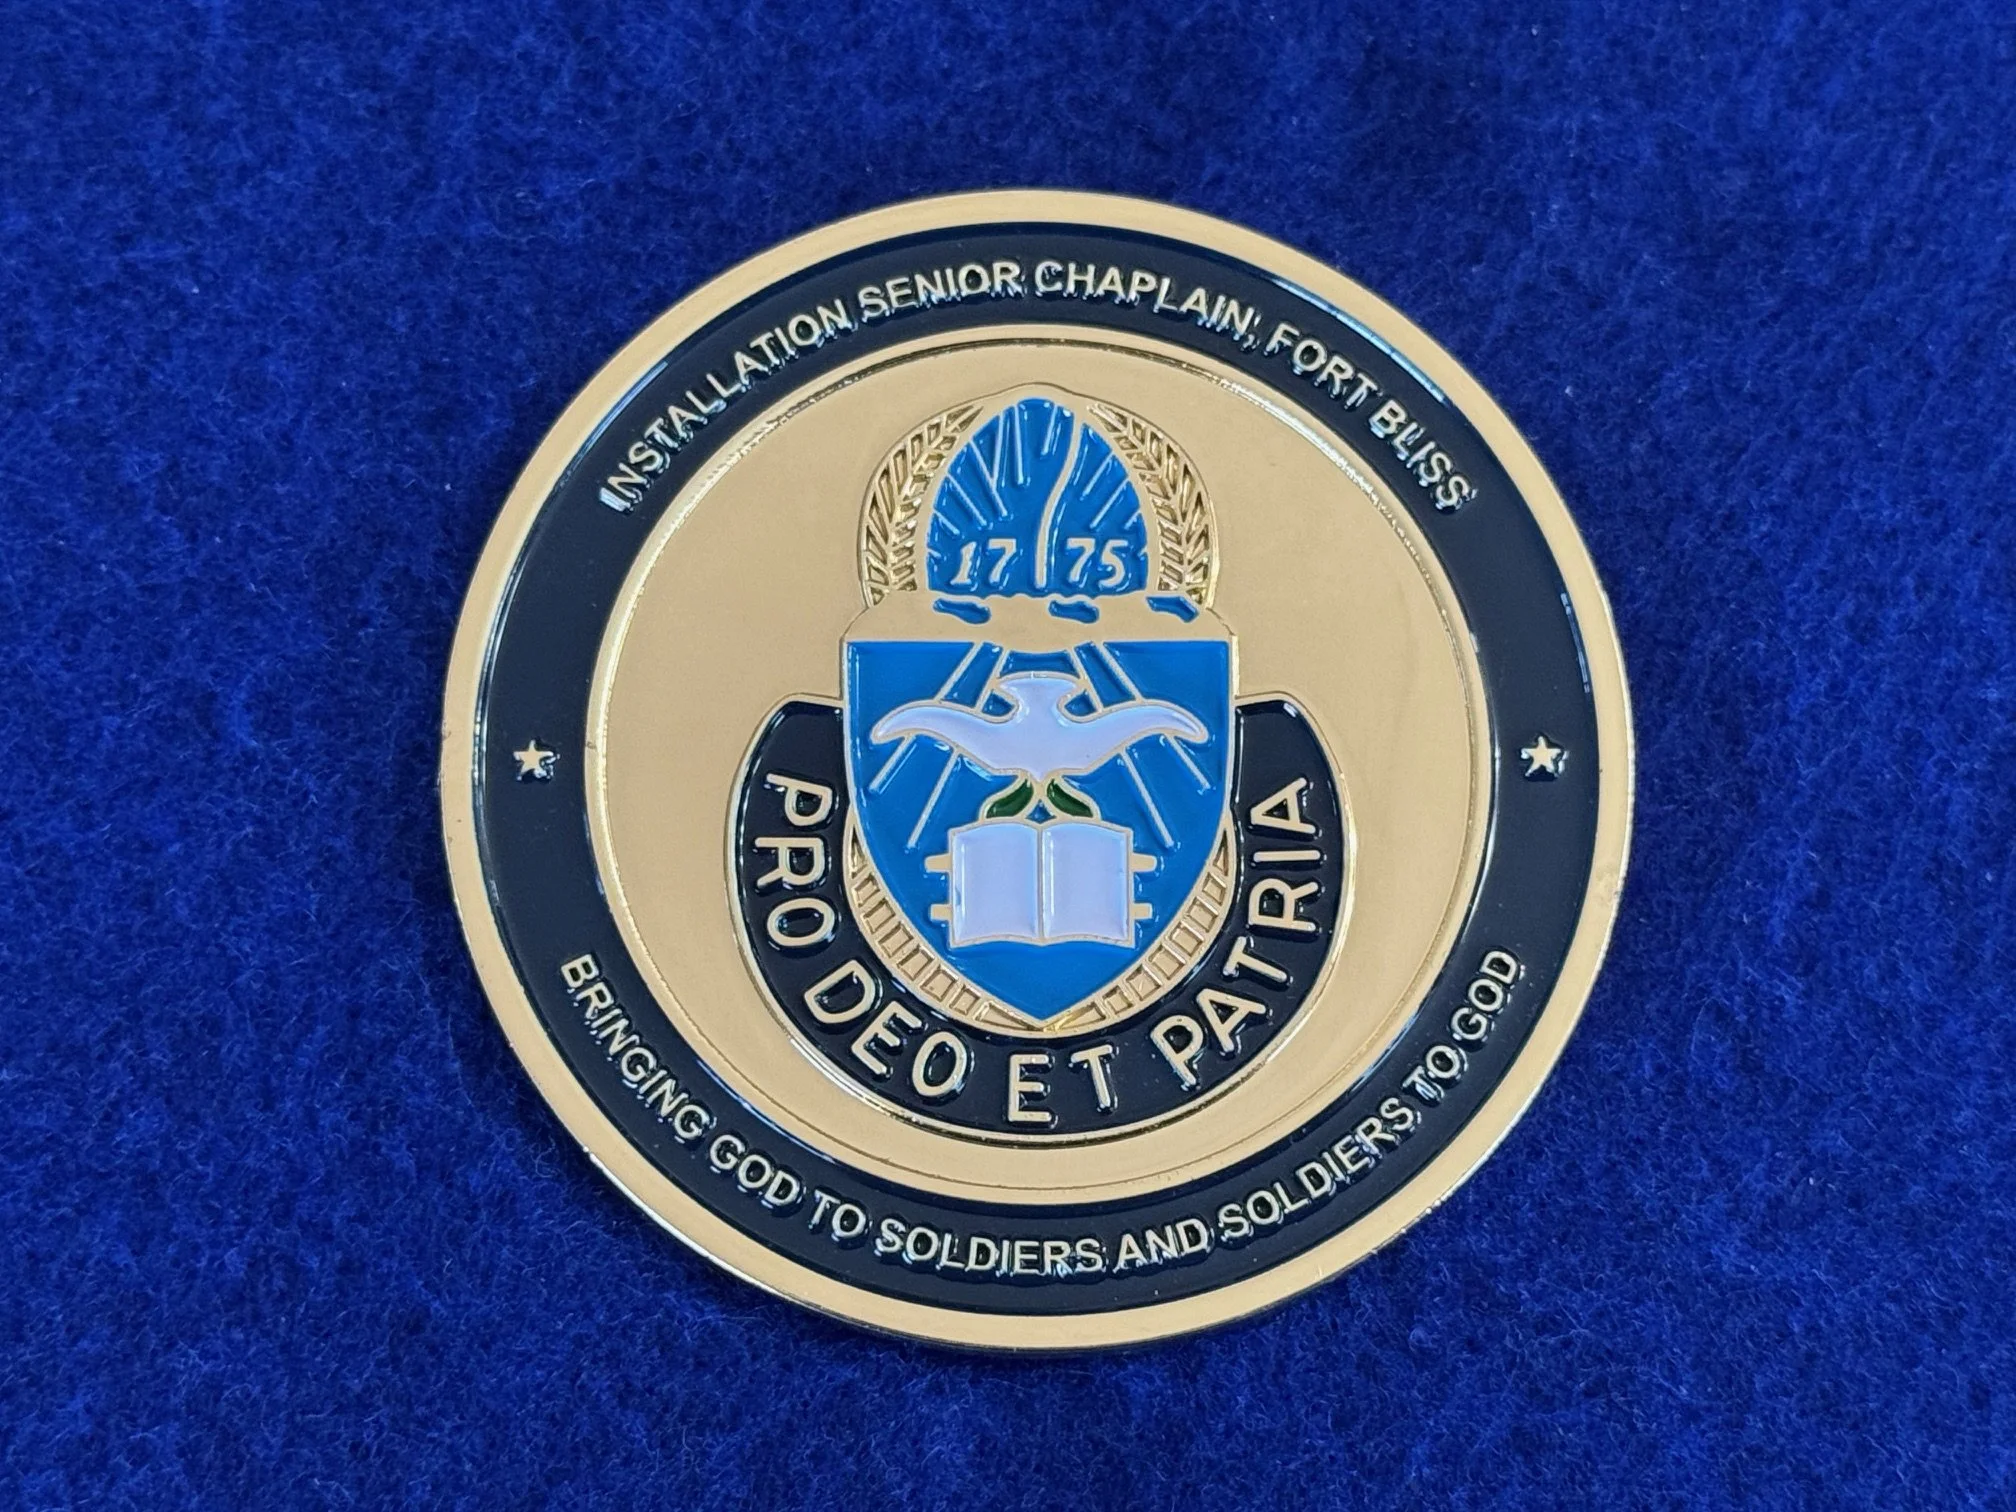 INSTALLATION SENIOR CHAPLAIN, FORT BLISS
17 75
PRO DEO ET PATRIA
BRINGING GOD TO SOLDIERS AND SOLDIERS TO GOD